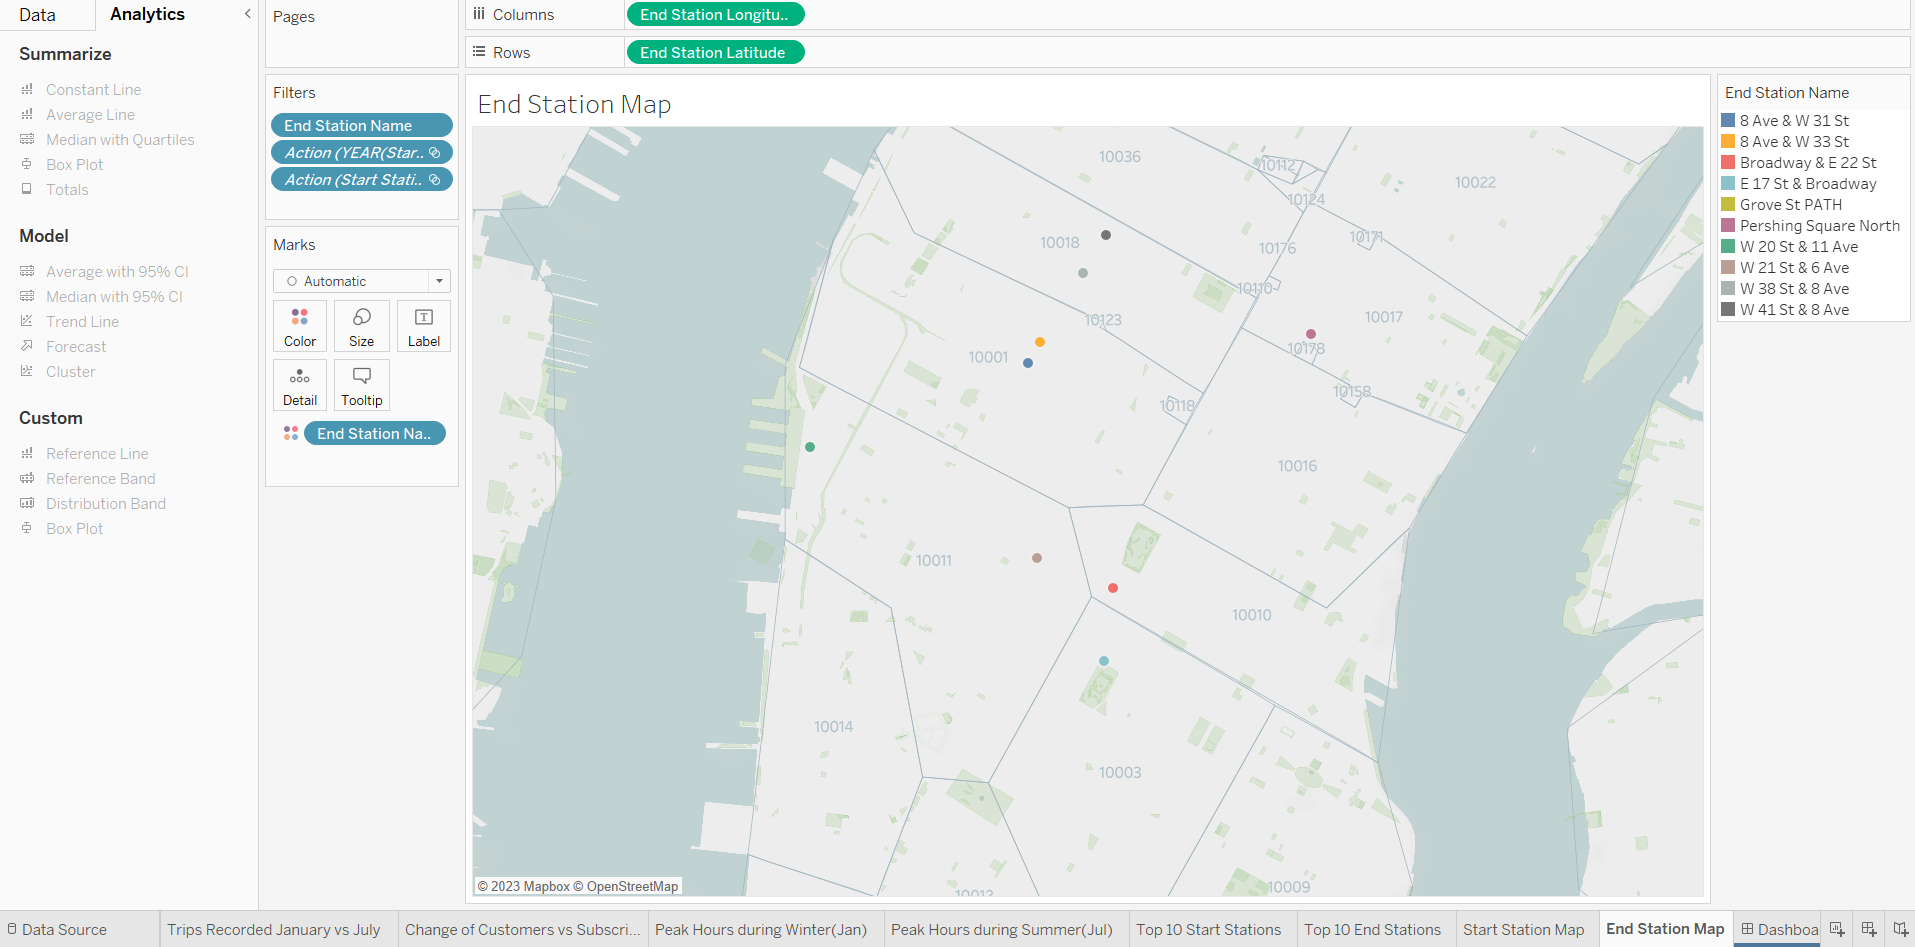 Data
Analytics
Summarize
Constant Line
Average Line
Median with Quartiles
Box Plot
Totals
Model
Average with 95% CI
Median with 95% CI
Trend Line
Forecast
Cluster
Custom
Reference Line
Reference Band
Distribution Band
Box Plot
Pages
Filters
End Station Name
Action (YEAR(Star..
Action (Start Stati..
Marks
Automatic
Color
Size
Label
Detail
Tooltip
End Station Na..
Columns
End Station Longitu..
Rows
End Station Latitude
End Station Map
10036
10112
10022
10124
10018
10176
10171
10110
10123
10017
10001
10178
10158
10118
10016
10011
10010
10014
10003
10009
10012
© 2023 Mapbox © OpenStreetMap
End Station Name
8 Ave & W 31 St
8 Ave & W 33 St
Broadway & E 22 St
E 17 St & Broadway
Grove St PATH
Pershing Square North
W 20 St & 11 Ave
W 21 St & 6 Ave
W 38 St & 8 Ave
W 41 St & 8 Ave
Data Source
Trips Recorded January vs July
Change of Customers vs Subscri...
Peak Hours during Winter(Jan)
Peak Hours during Summer(Jul)
Top 10 Start Stations
Top 10 End Stations
Start Station Map
End Station Map
Dashboa